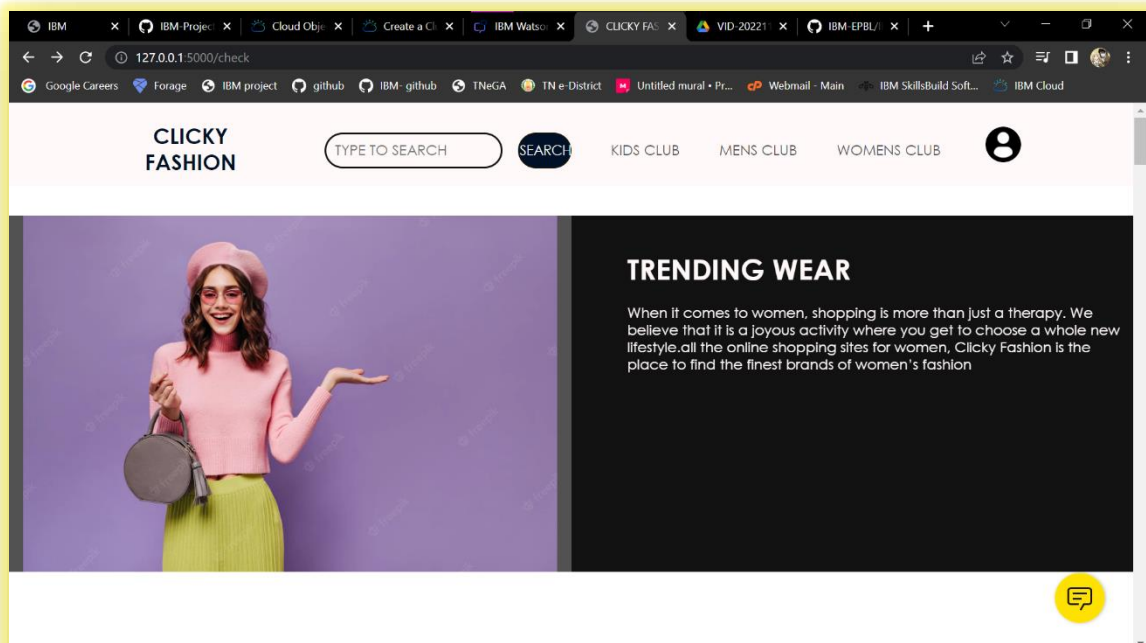 IBM
IBM-Project
Cloud Obje
Create a Cl
IBM Watson
CLICKY FAS
VID-202211
IBM-EPBL/I
127.0.0.1:5000/check
Google Careers
Forage
IBM project
github
IBM- github
TNeGA
TN e-District
Untitled mural • Pr...
Webmail - Main
IBM SkillsBuild Soft...
IBM Cloud
CLICKY
FASHION
TYPE TO SEARCH
SEARCH
KIDS CLUB
MENS CLUB
WOMENS CLUB
TRENDING WEAR
When it comes to women, shopping is more than just a therapy. We
believe that it is a joyous activity where you get to choose a whole new
lifestyle.all the online shopping sites for women, Clicky Fashion is the
place to find the finest brands of women's fashion